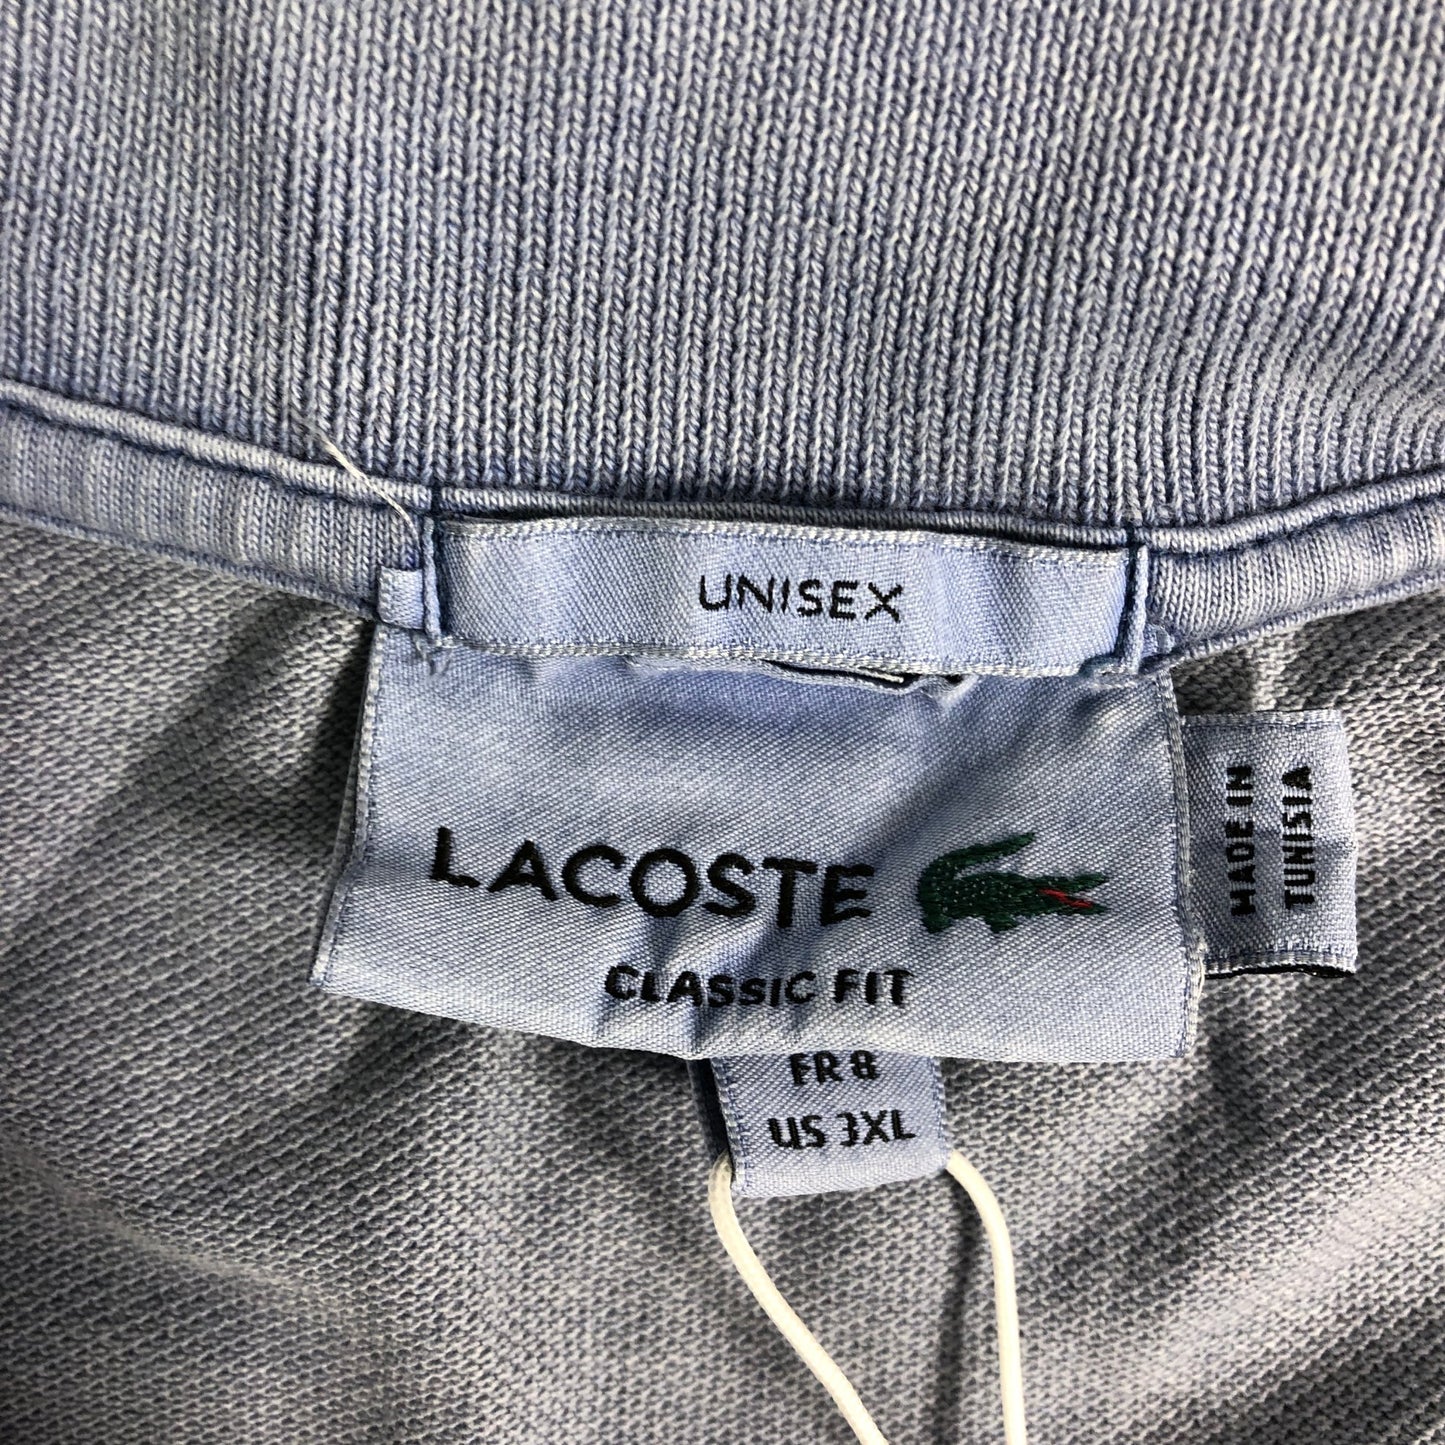 UNISEX
LACOSTE
CLASSIC FIT
FR 8
US 3XL
MADE IN
TUNISIA